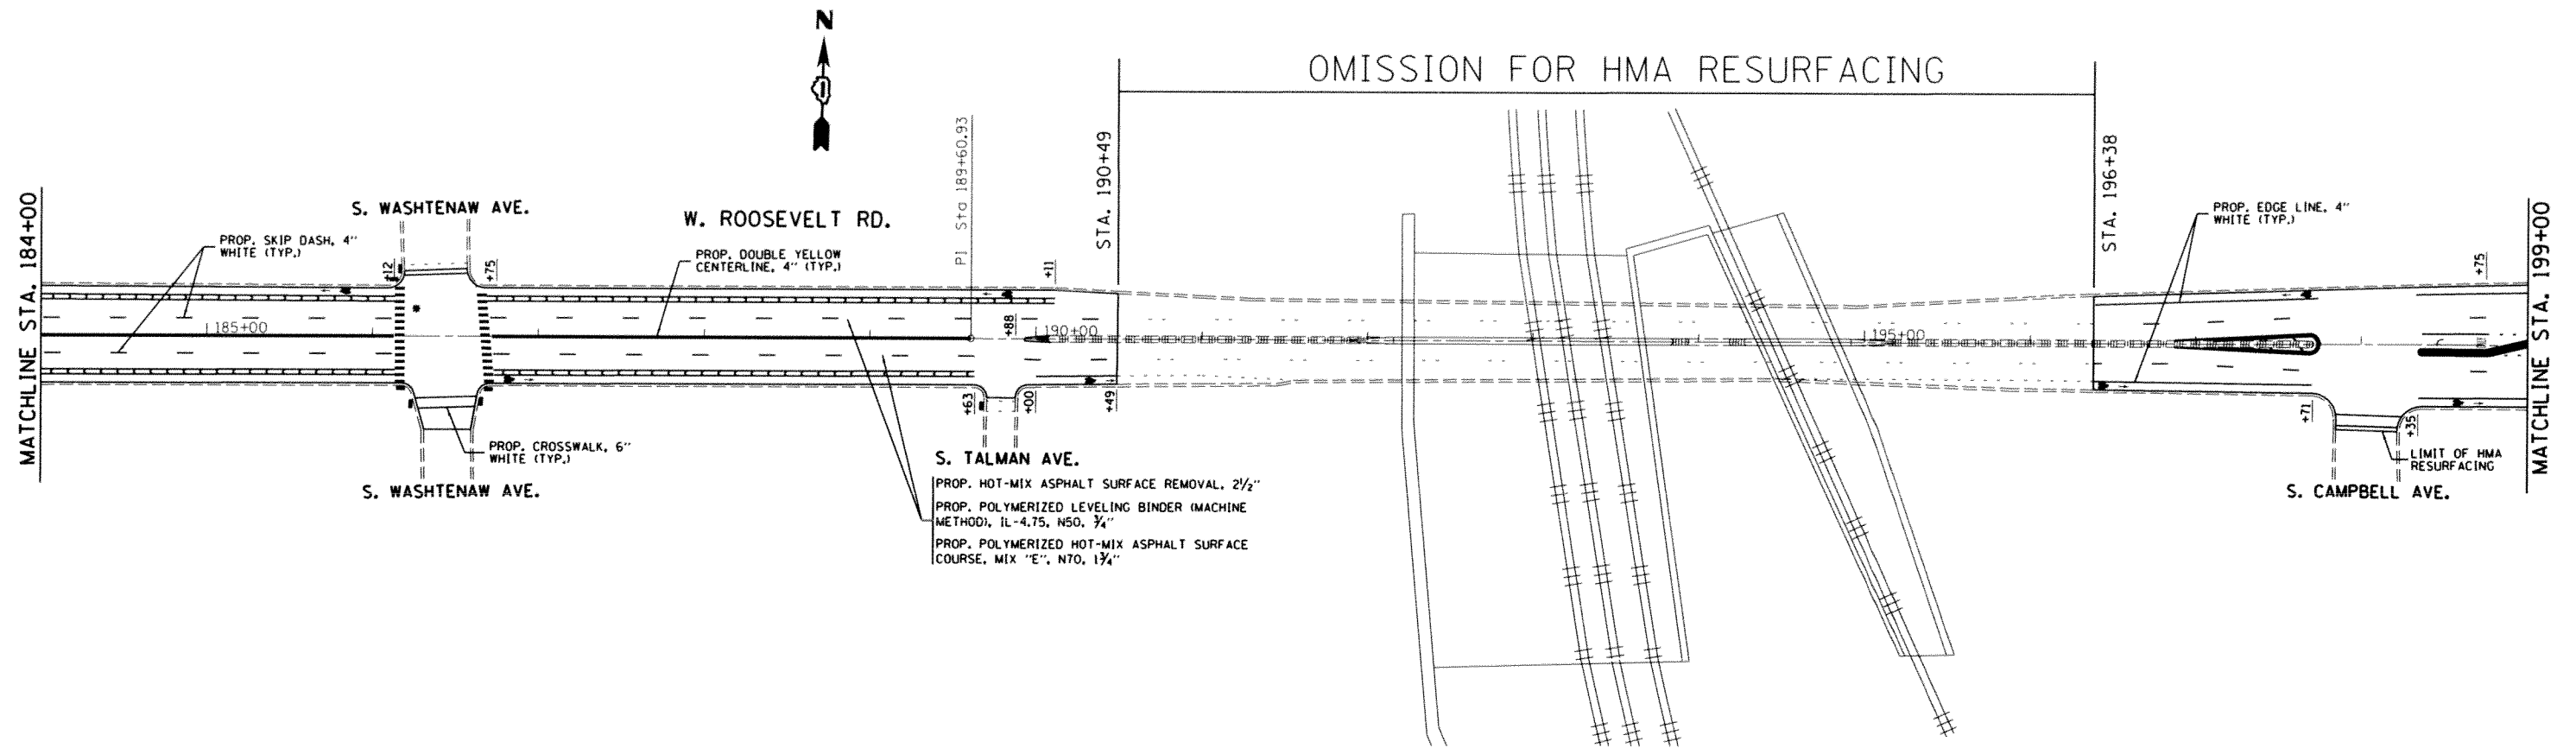 N
OMISSION FOR HMA RESURFACING
MATCHLINE STA. 184+00
PROP. SKIP DASH, 4"
WHITE (TYP.)
S. WASHTENAW AVE.
+12
+75
W. ROOSEVELT RD.
PROP. DOUBLE YELLOW
CENTERLINE, 4" (TYP.)
PI Sta 189+60.93
+11
STA. 190+49
STA. 196+38
PROP. EDGE LINE, 4"
WHITE (TYP.)
+75
MATCHLINE STA. 199+00
185+00
+88
190+00
195+00
+63
+00
+49
+71
+35
PROP. CROSSWALK, 6"
WHITE (TYP.)
S. WASHTENAW AVE.
S. TALMAN AVE.
PROP. HOT-MIX ASPHALT SURFACE REMOVAL, 2½"
PROP. POLYMERIZED LEVELING BINDER (MACHINE
METHOD), IL-4.75, N50, ¾"
PROP. POLYMERIZED HOT-MIX ASPHALT SURFACE
COURSE, MIX "E", N70, 1¾"
LIMIT OF HMA
RESURFACING
S. CAMPBELL AVE.